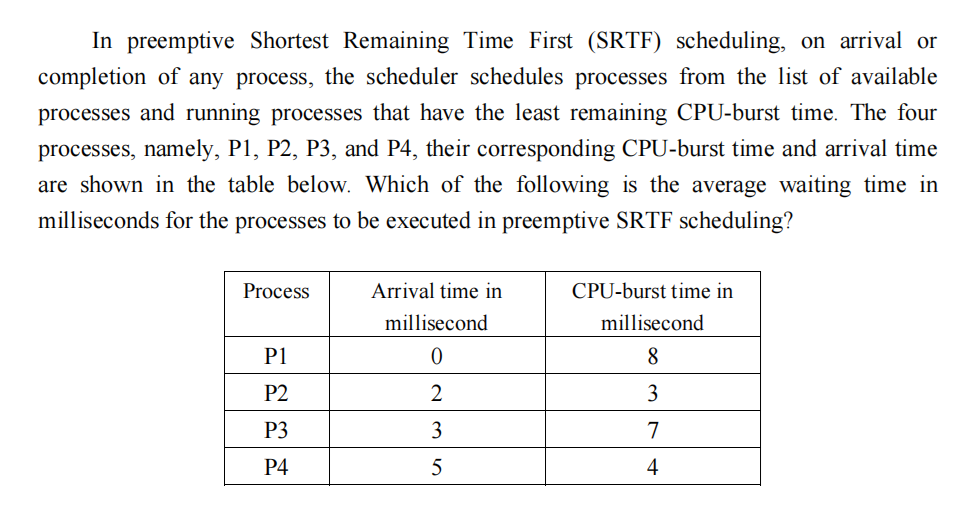 In preemptive Shortest Remaining Time First (SRTF) scheduling, on arrival or
completion of any process, the scheduler schedules processes from the list of available
processes and running processes that have the least remaining CPU-burst time. The four
processes, namely, P1, P2, P3, and P4, their corresponding CPU-burst time and arrival time
are shown in the table below. Which of the following is the average waiting time in
milliseconds for the processes to be executed in preemptive SRTF scheduling?
Process Arrival time in CPU-burst time in
millisecond millisecond
P1 0 8
P2 2 3
P3 3 7
P4 5 4